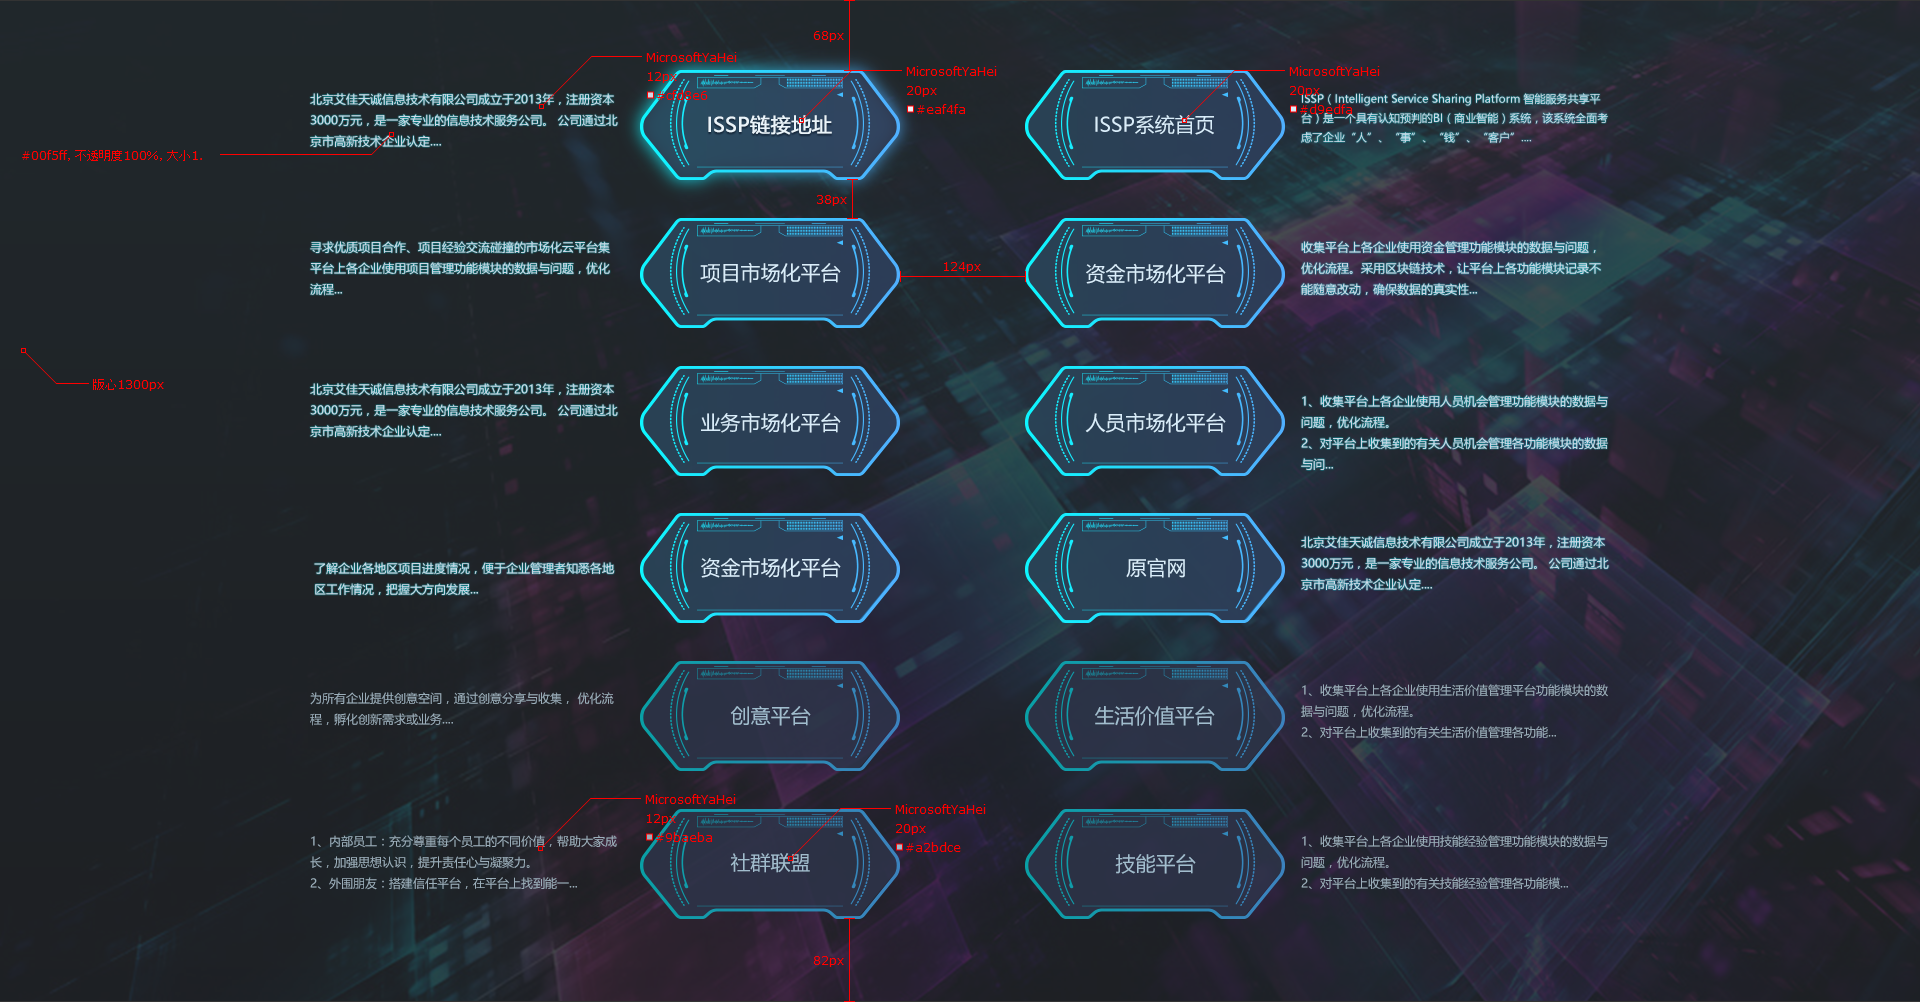 68px
MicrosoftYaHei
12px
MicrosoftYaHei
20px
#eaf4fa
MicrosoftYaHei
20px
#d9edfa
北京艾佳天诚信息技术有限公司成立于2013年，注册资本
3000万元，是一家专业的信息技术服务公司。 公司通过北
京市高新技术企业认定....
#00f5ff, 不透明度100%, 大小1.
ISSP链接地址
ISSP系统首页
ISSP（Intelligent Service Sharing Platform 智能服务共享平
台）是一个具有认知预判的BI（商业智能）系统，该系统全面考
虑了企业“人”、“事”、“钱”、“客户”....
38px
寻求优质项目合作、项目经验交流碰撞的市场化云平台集
平台上各企业使用项目管理功能模块的数据与问题，优化
流程...
项目市场化平台
124px
资金市场化平台
收集平台上各企业使用资金管理功能模块的数据与问题，
优化流程。采用区块链技术，让平台上各功能模块记录不
能随意改动，确保数据的真实性...
版心1300px
北京艾佳天诚信息技术有限公司成立于2013年，注册资本
3000万元，是一家专业的信息技术服务公司。 公司通过北
京市高新技术企业认定....
业务市场化平台
人员市场化平台
1、收集平台上各企业使用人员机会管理功能模块的数据与
问题，优化流程。
2、对平台上收集到的有关人员机会管理各功能模块的数据
与问...
了解企业各地区项目进度情况，便于企业管理者知悉各地
区工作情况，把握大方向发展...
资金市场化平台
原官网
北京艾佳天诚信息技术有限公司成立于2013年，注册资本
3000万元，是一家专业的信息技术服务公司。 公司通过北
京市高新技术企业认定....
为所有企业提供创意空间，通过创意分享与收集， 优化流
程，孵化创新需求或业务....
创意平台
生活价值平台
1、收集平台上各企业使用生活价值管理平台功能模块的数
据与问题，优化流程。
2、对平台上收集到的有关生活价值管理各功能...
MicrosoftYaHei
12px
#9baeba
MicrosoftYaHei
20px
#a2bdce
1、内部员工：充分尊重每个员工的不同价值，帮助大家成
长，加强思想认识，提升责任心与凝聚力。
2、外围朋友：搭建信任平台，在平台上找到能一...
社群联盟
技能平台
1、收集平台上各企业使用技能经验管理功能模块的数据与
问题，优化流程。
2、对平台上收集到的有关技能经验管理各功能模...
82px